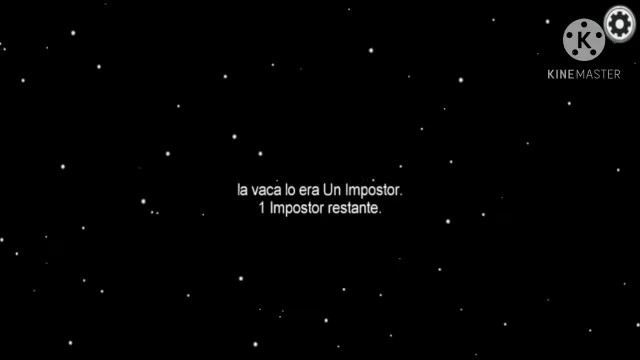 KINEMASTER
la vaca lo era Un Impostor.
1 Impostor restante.